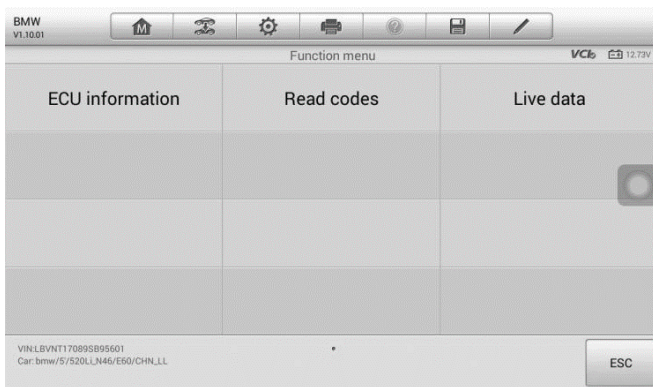 BMW
V1.10.01
M
Function menu
VCI 12.73V
ECU information Read codes Live data
VIN:LBVNT17089SB95601
Car: bmw/5'/520Li_N46/E60/CHN_LL
ESC